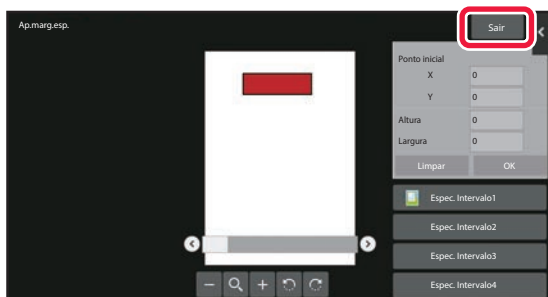 Ap.marg.esp.
Sair
Ponto inicial
X 0
Y 0
Altura 0
Largura 0
Limpar OK
Espec. Intervalo1
Espec. Intervalo2
Espec. Intervalo3
Espec. Intervalo4